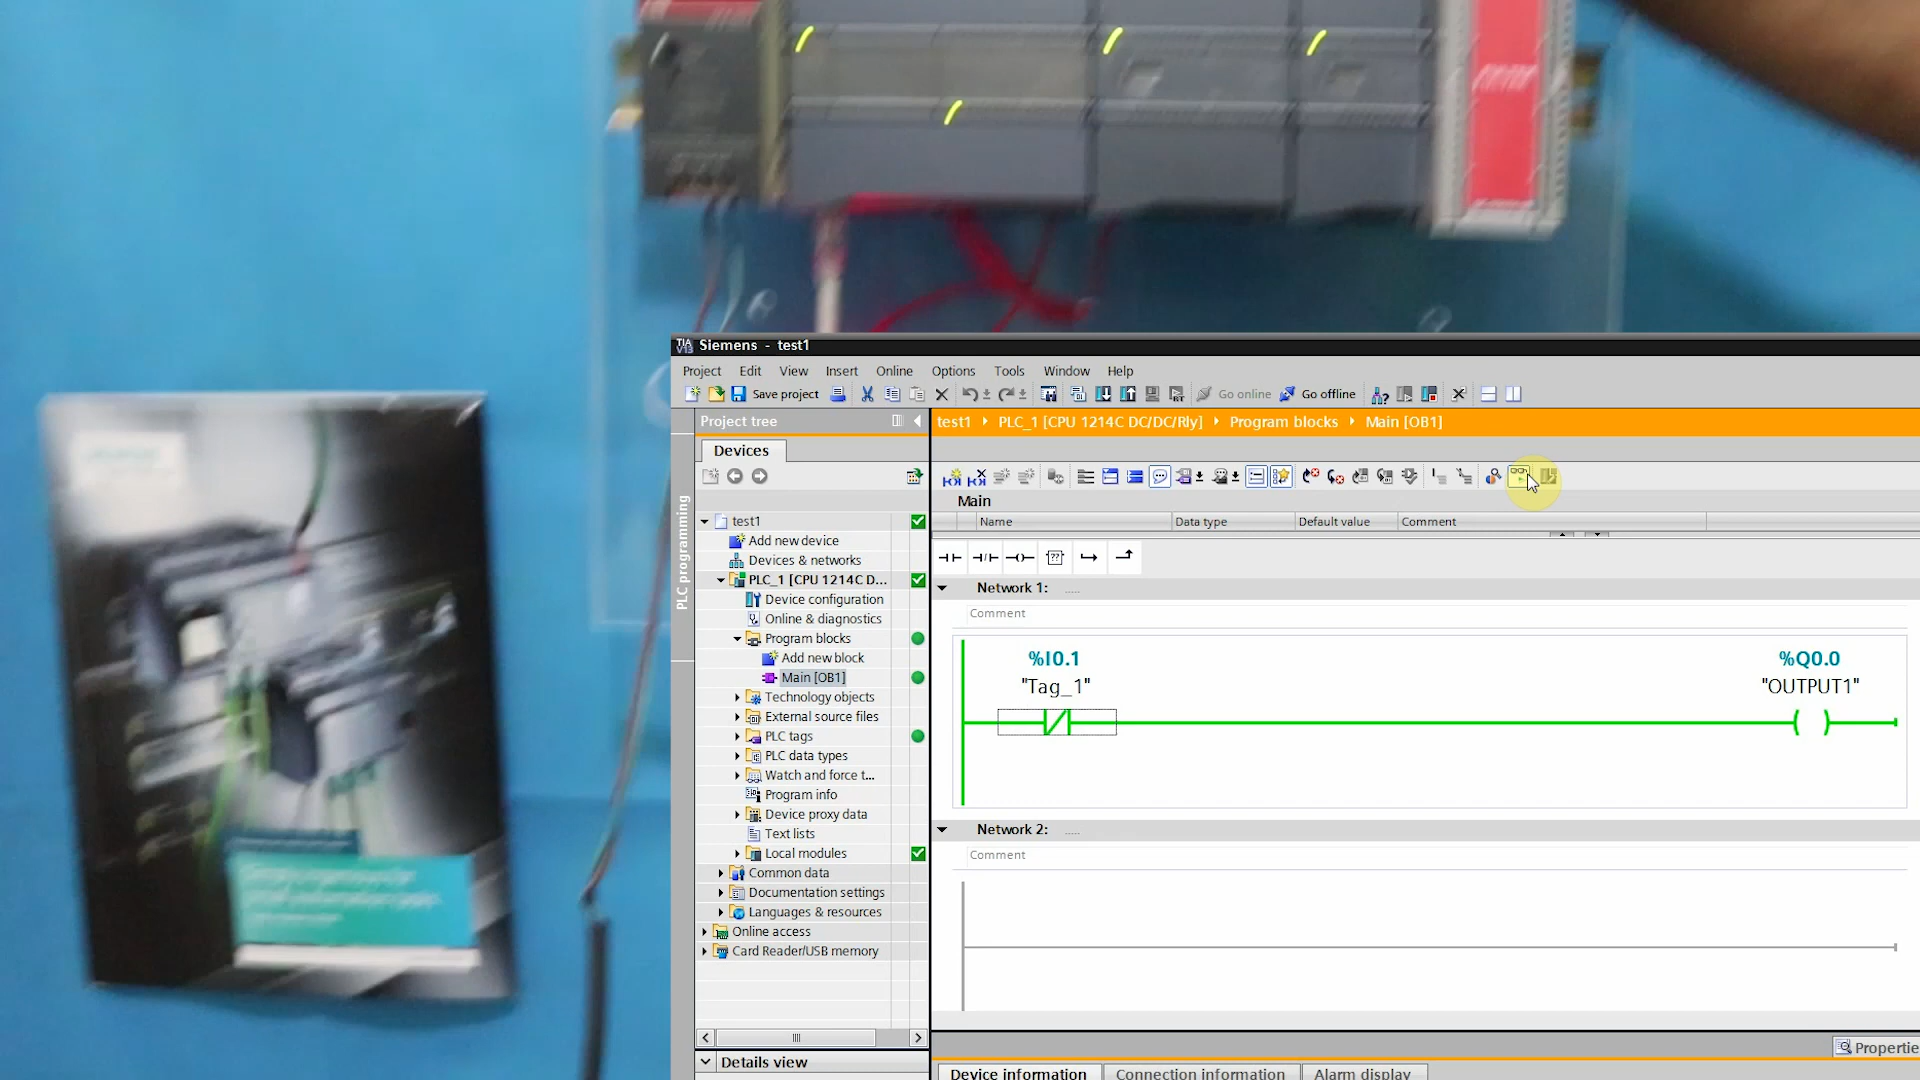 TIA V13 Siemens - test1
Project Edit View Insert Online Options Tools Window Help
Save project Go online Go offline
Project tree
test1 PLC_1 [CPU 1214C DC/DC/Rly] Program blocks Main [OB1]
Devices
PLC programming
Main
Name Data type Default value Comment
test1
Add new device
Devices & networks
PLC_1 [CPU 1214C D...
Device configuration
Online & diagnostics
Program blocks
Add new block
Main [OB1]
Technology objects
External source files
PLC tags
PLC data types
Watch and force t...
Program info
Device proxy data
Text lists
Local modules
Common data
Documentation settings
Languages & resources
Online access
Card Reader/USB memory
Details view
??
Network 1: .....
Comment
%I0.1
"Tag_1"
%Q0.0
"OUTPUT1"
Network 2: .....
Comment
Propertie
Device information Connection information Alarm display